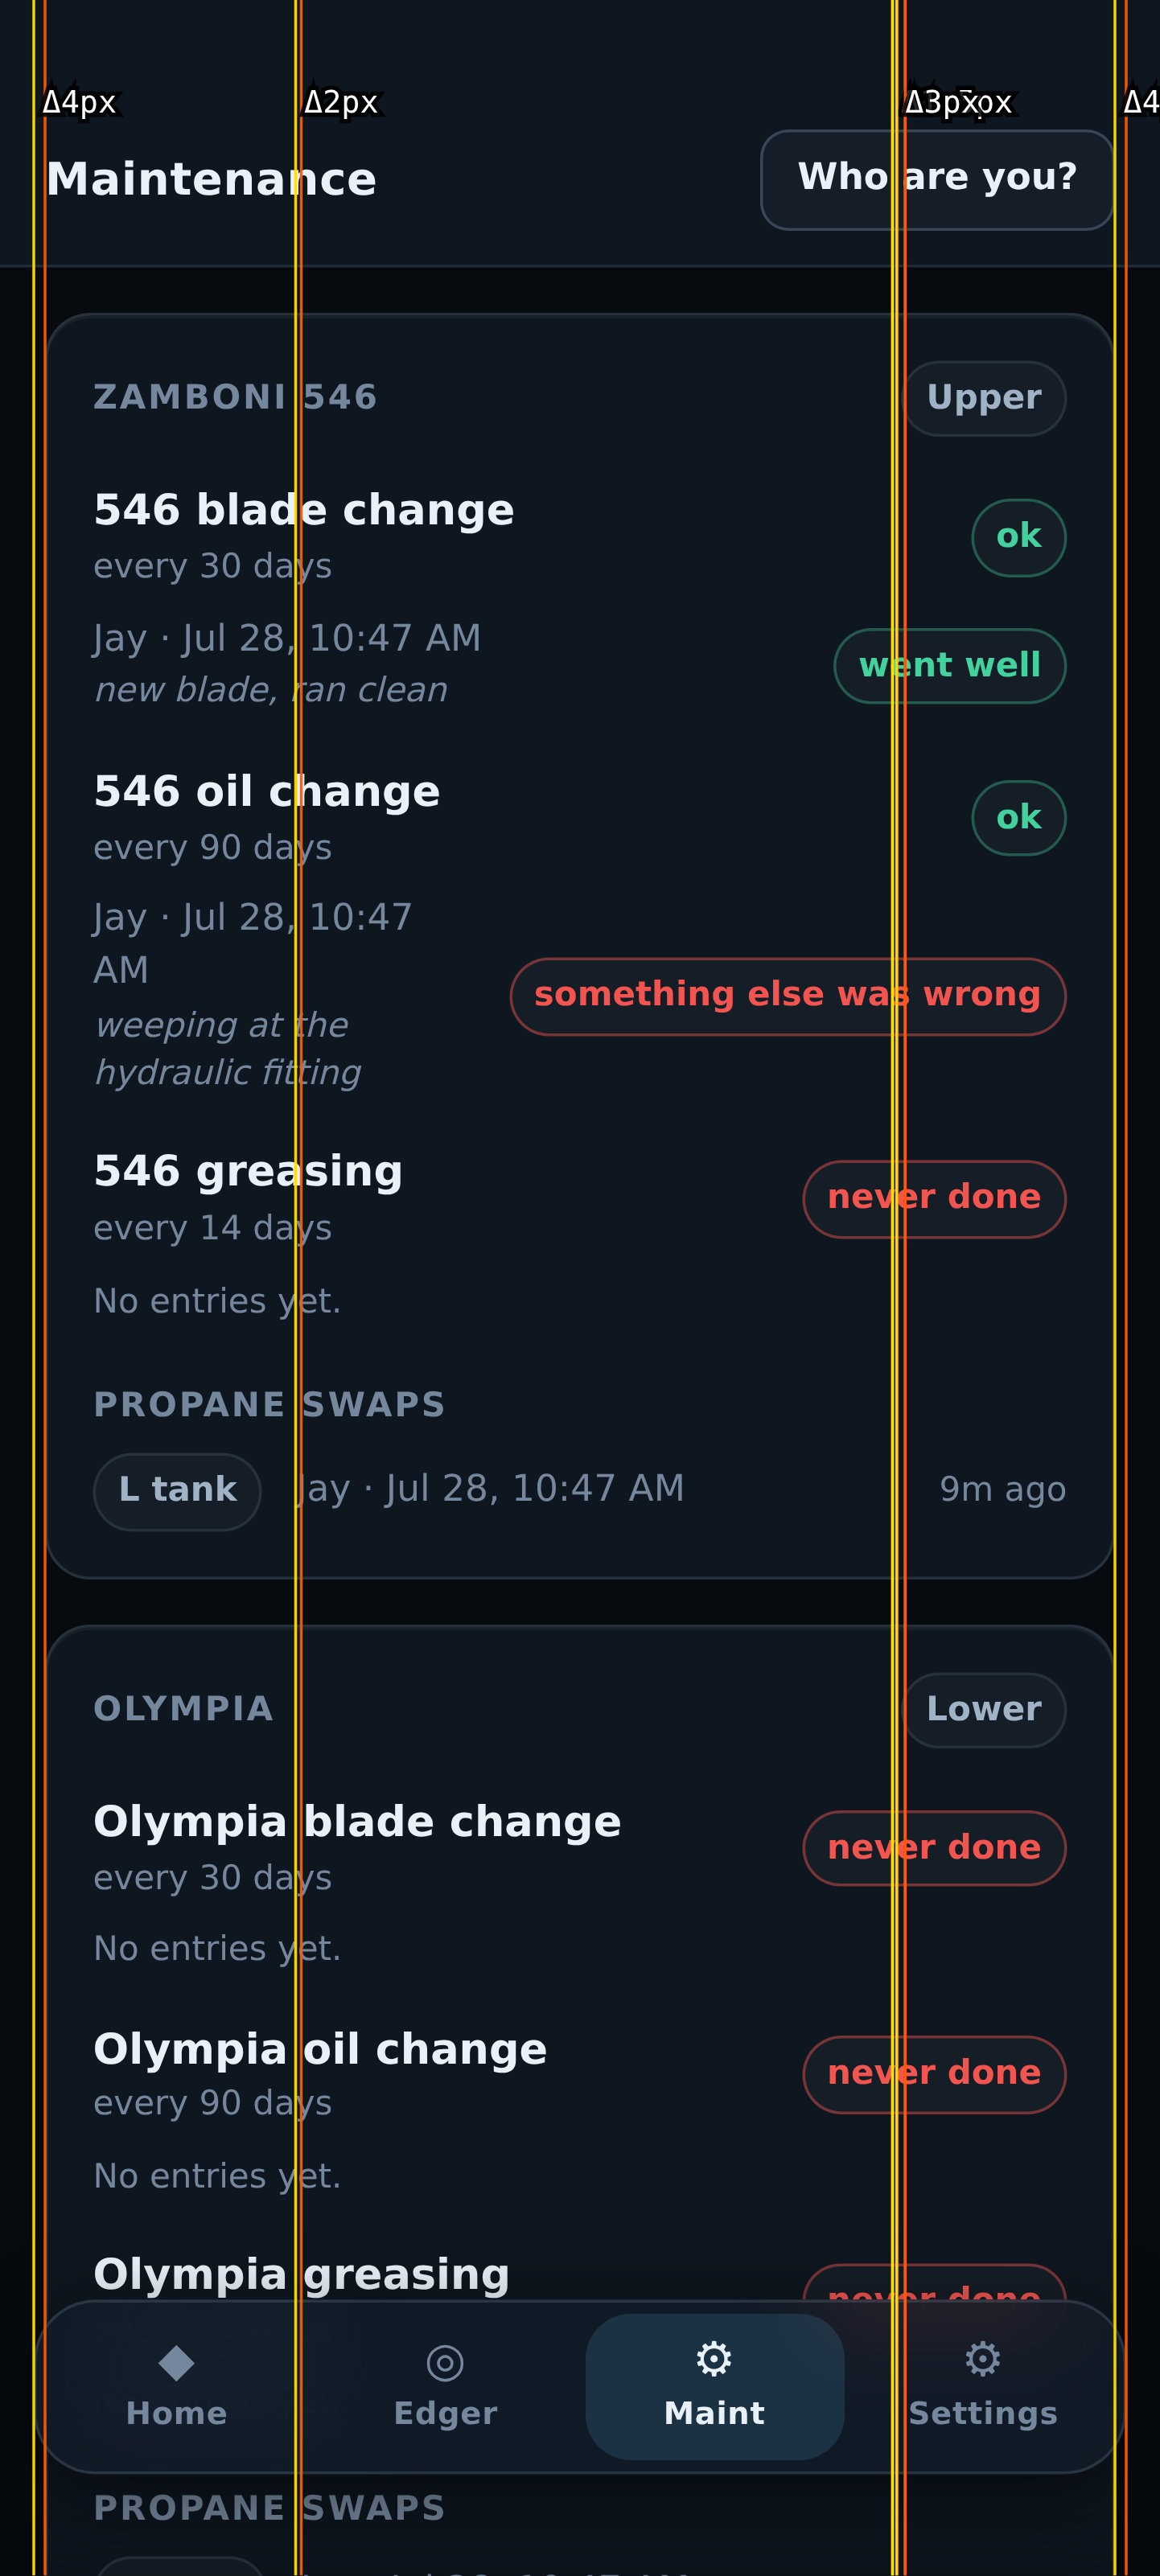 Δ4px Δ2px Δ3px Δ4
Maintenance Who are you?
ZAMBONI 546 Upper
546 blade change ok
every 30 days
Jay · Jul 28, 10:47 AM went well
new blade, ran clean
546 oil change ok
every 90 days
Jay · Jul 28, 10:47
AM
something else was wrong
weeping at the
hydraulic fitting
546 greasing never done
every 14 days
No entries yet.
PROPANE SWAPS
L tank Jay · Jul 28, 10:47 AM 9m ago
OLYMPIA Lower
Olympia blade change never done
every 30 days
No entries yet.
Olympia oil change never done
every 90 days
No entries yet.
Olympia greasing never done
Home Edger Maint Settings
PROPANE SWAPS